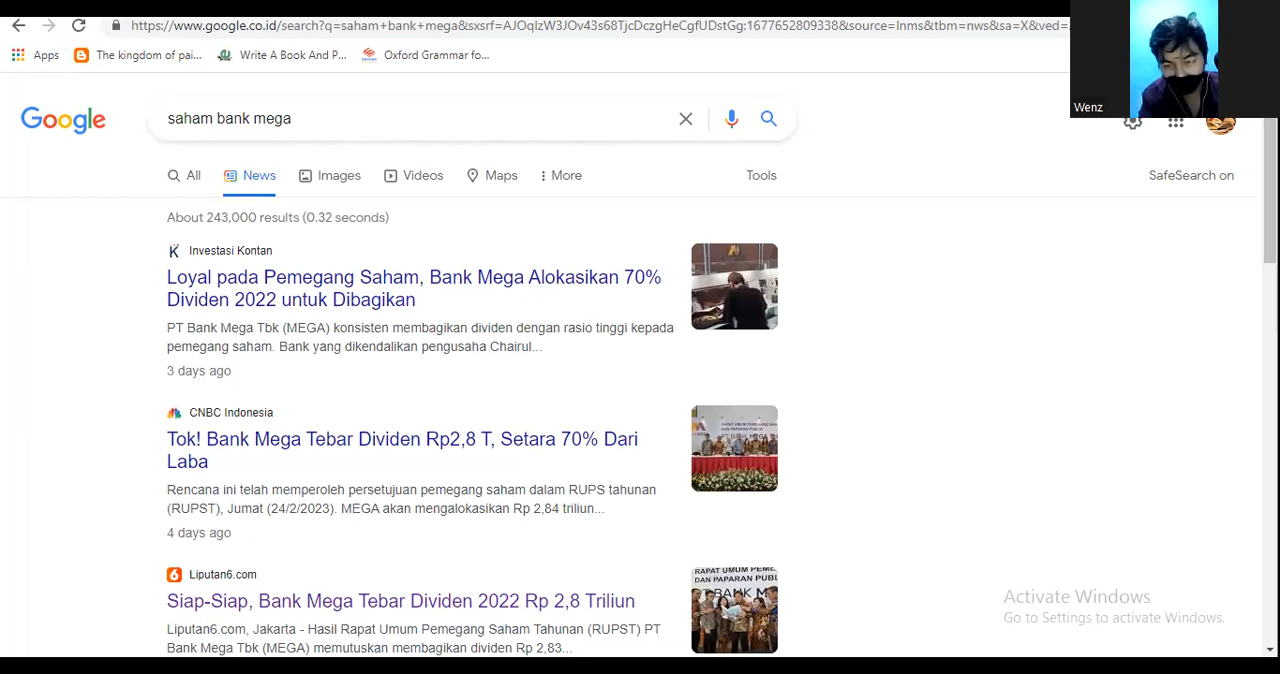 https://www.google.co.id/search?q=saham+bank+mega&sxsrf=AJOqlzW3JOv43s68TjcDczgHeCgfUDstGg:1677652809338&source=lnms&tbm=nws&sa=X&ved=
Apps The kingdom of pai... Write A Book And P... Oxford Grammar fo...
Wenz
Google saham bank mega
All News Images Videos Maps More Tools SafeSearch on
About 243,000 results (0.32 seconds)
Investasi Kontan
Loyal pada Pemegang Saham, Bank Mega Alokasikan 70%
Dividen 2022 untuk Dibagikan
PT Bank Mega Tbk (MEGA) konsisten membagikan dividen dengan rasio tinggi kepada
pemegang saham. Bank yang dikendalikan pengusaha Chairul...
3 days ago
CNBC Indonesia
Tok! Bank Mega Tebar Dividen Rp2,8 T, Setara 70% Dari
Laba
Rencana ini telah memperoleh persetujuan pemegang saham dalam RUPS tahunan
(RUPST), Jumat (24/2/2023). MEGA akan mengalokasikan Rp 2,84 triliun...
4 days ago
Liputan6.com
Siap-Siap, Bank Mega Tebar Dividen 2022 Rp 2,8 Triliun
Liputan6.com, Jakarta - Hasil Rapat Umum Pemegang Saham Tahunan (RUPST) PT
Bank Mega Tbk (MEGA) memutuskan membagikan dividen Rp 2,83...
RAPAT UMUM PEM
DAN PAPARAN PUBL
BANK M
Activate Windows
Go to Settings to activate Windows.